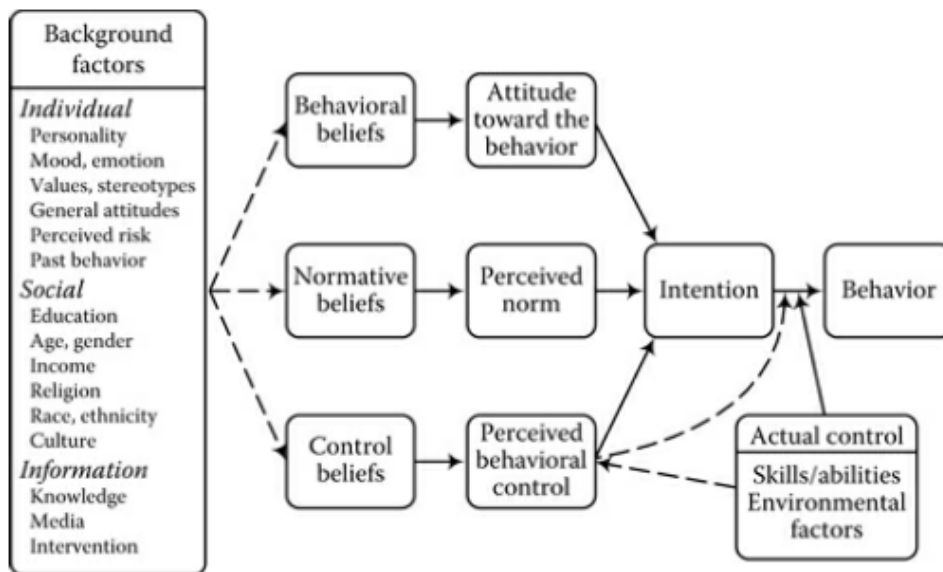 Background
factors
Individual
Personality
Mood, emotion
Values, stereotypes
General attitudes
Perceived risk
Past behavior
Social
Education
Age, gender
Income
Religion
Race, ethnicity
Culture
Information
Knowledge
Media
Intervention
Behavioral
beliefs
Attitude
toward the
behavior
Normative
beliefs
Perceived
norm
Intention
Behavior
Control
beliefs
Perceived
behavioral
control
Actual control
Skills/abilities
Environmental
factors